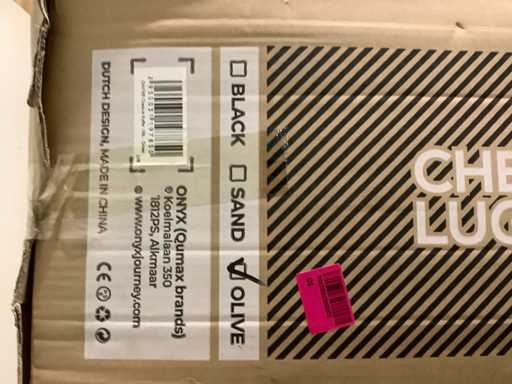 BLACK
SAND
OLIVE
ONYX (Qumax brands)
Koelmalaan 350
1812PS, Alkmaar
www.onyxjourney.com
DUTCH DESIGN, MADE IN CHINA
CE
CHE
LUG